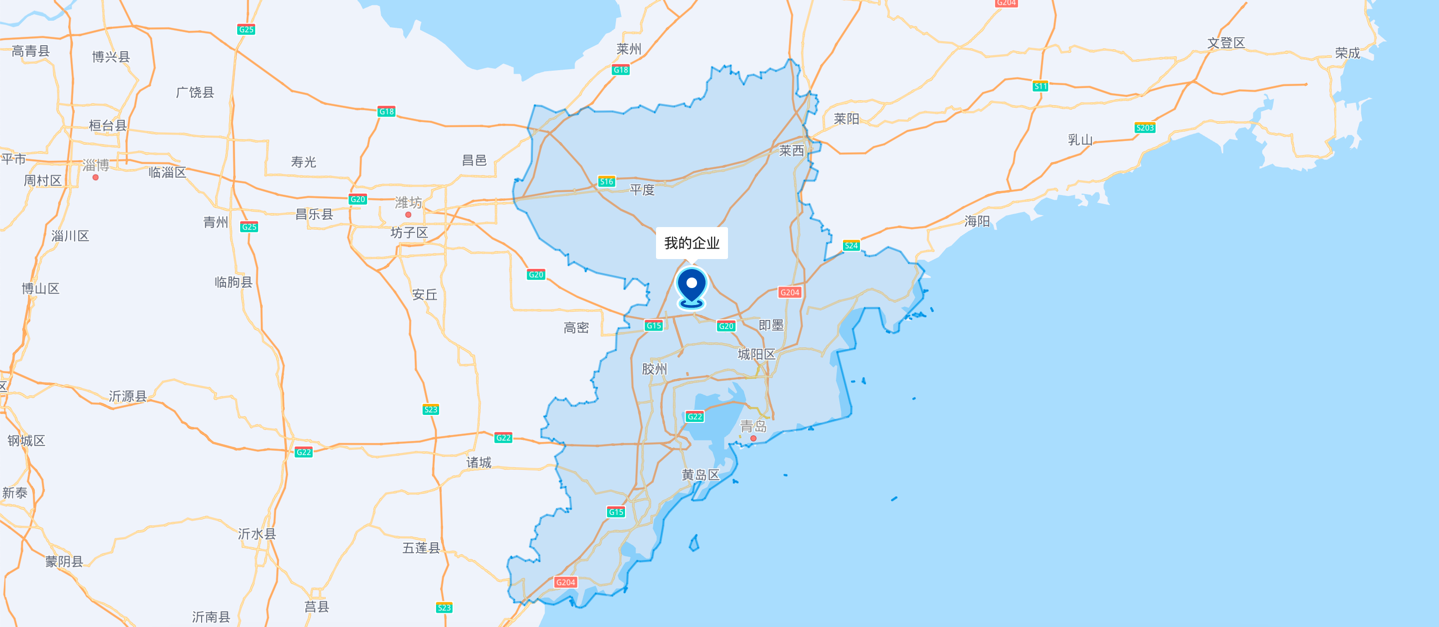 G204
G25
文登区
莱州
高青县
博兴县
荣成
G18
S11
广饶县
G18
莱阳
桓台县
S203
乳山
莱西
平市
寿光
昌邑
淄博
临淄区
周村区
S16
平度
G20
潍坊
昌乐县
青州
G25
海阳
坊子区
淄川区
我的企业
S24
G20
临朐县
博山区
安丘
G204
高密
G15
G20
即墨
城阳区
胶州
区
沂源县
S23
G22
青岛
钢城区
G22
G22
诸城
黄岛区
新泰
G15
沂水县
五莲县
蒙阴县
G204
莒县
S23
沂南县